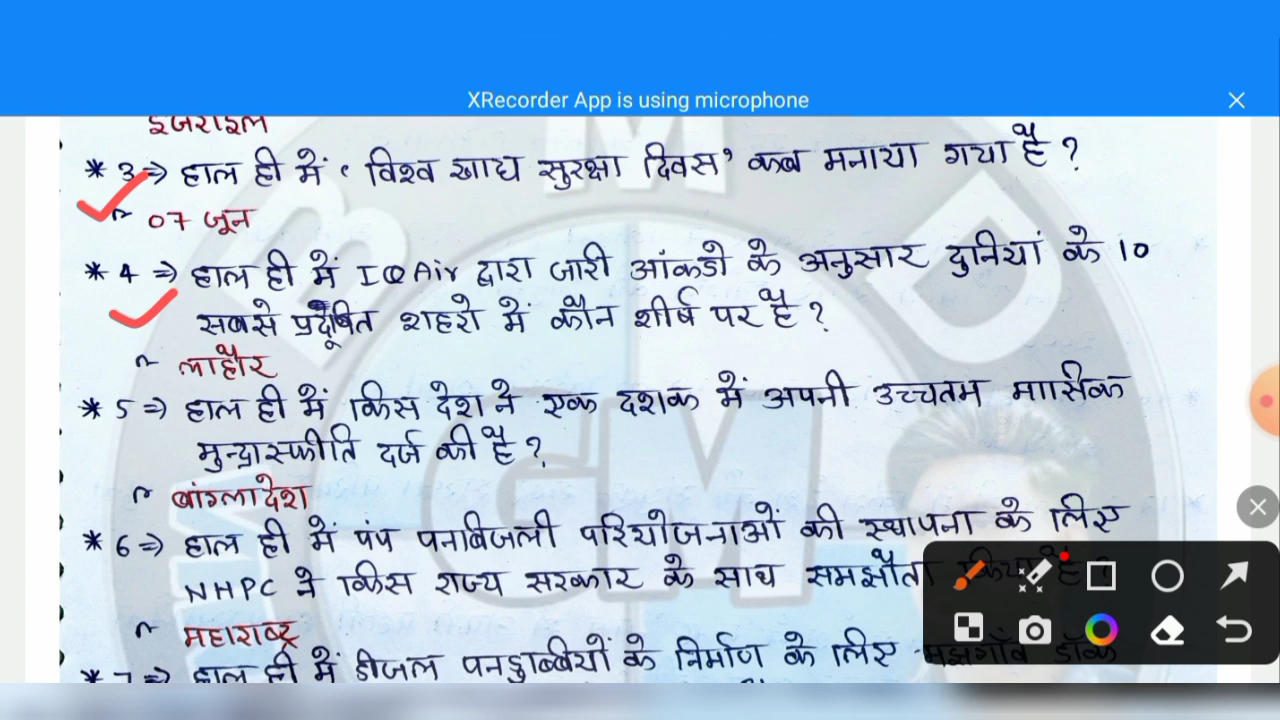 XRecorder App is using microphone
इजराइल
* 3 ⇒ हाल ही में ' विश्व खाद्य सुरक्षा दिवस' कब मनाया गया है ?
~ 07 जून
* 4 ⇒ हाल ही में IQAir द्वारा जारी आंकडो के अनुसार दुनियां के 10
सबसे प्रदूषित शहरो में कौन शीर्ष पर है ?
~ लाहौर
* 5 ⇒ हाल ही में किस देश ने एक दशक में अपनी उच्चतम मासिक
मुन्द्रास्फीति दर्ज की है ?
~ बांग्लादेश
* 6 ⇒ हाल ही में पंप पनबिजली परियोजनाओं की स्थापना के लिए
NHPC ने किस राज्य सरकार के साथ समझौता
~ महाराष्ट्र
* 7 ⇒ हाल ही में डीजल पनडुब्बियों के निर्माण के लिए मझगाँव डॉक